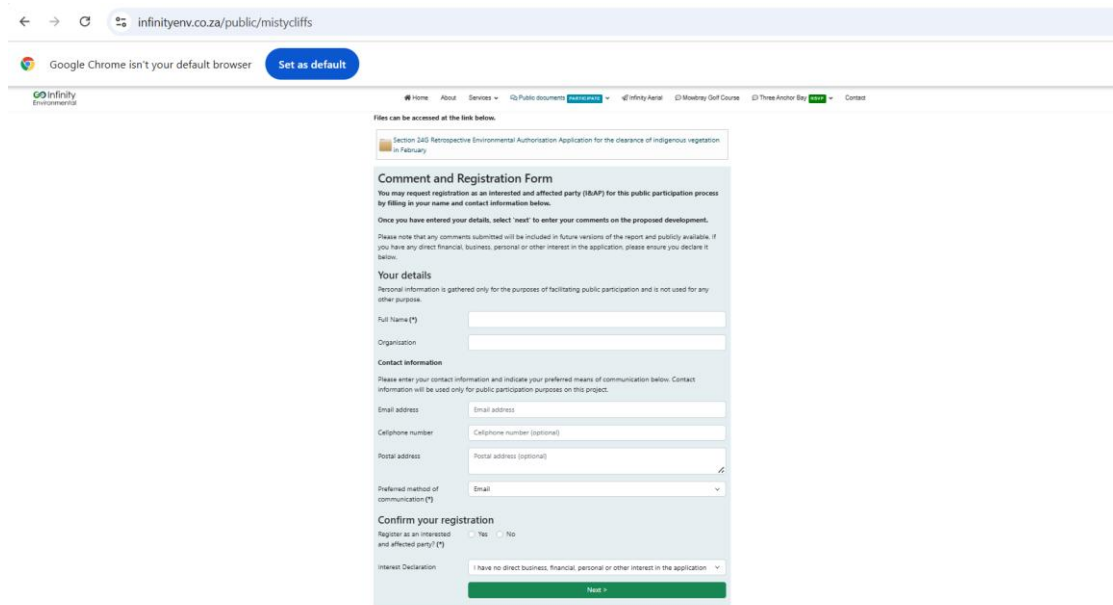 infinityenv.co.za/public/mistycliffs
Google Chrome isn't your default browser Set as default
Infinity
Environmental
Home About Services Public documents PARTICIPATE Infinity Aerial Mowbray Golf Course Three Anchor Bay RSVP Contact
Files can be accessed at the link below.
Section 24G Retrospective Environmental Authorisation Application for the clearance of indigenous vegetation
in February
Comment and Registration Form
You may request registration as an interested and affected party (I&AP) for this public participation process
by filling in your name and contact information below.
Once you have entered your details, select 'next' to enter your comments on the proposed development.
Please note that any comments submitted will be included in future versions of the report and publicly available. If
you have any direct financial, business, personal or other interest in the application, please ensure you declare it
below.
Your details
Personal information is gathered only for the purposes of facilitating public participation and is not used for any
other purpose.
Full Name (*)
Organisation
Contact information
Please enter your contact information and indicate your preferred means of communication below. Contact
information will be used only for public participation purposes on this project.
Email address Email address
Cellphone number Cellphone number (optional)
Postal address Postal address (optional)
Preferred method of
communication (*)
Email
Confirm your registration
Register as an interested
and affected party? (*)
Yes No
Interest Declaration I have no direct business, financial, personal or other interest in the application
Next >